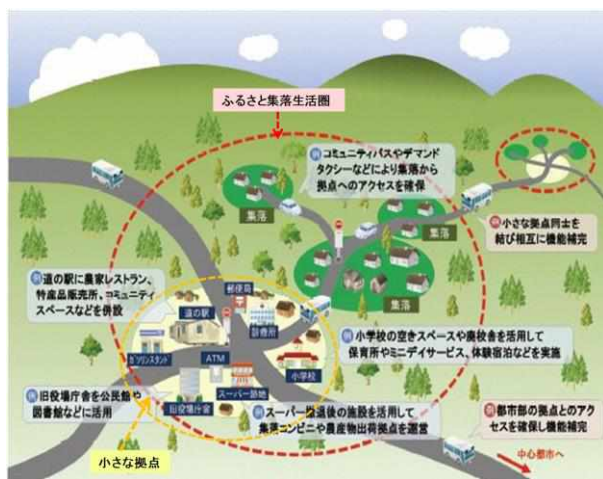 ふるさと集落生活圏
例 コミュニティバスやデマンド
タクシーなどにより集落から
拠点へのアクセスを確保
集落
集落
集落
例 小さな拠点同士を
結び相互に機能補完
例 道の駅に農家レストラン、
特産品販売所、コミュニティ
スペースなどを併設
郵便局
道の駅
診療所
ガソリンスタンド
ATM
小学校
旧役場庁舎
スーパー跡地
例 小学校の空きスペースや廃校舎を活用して
保育所やミニデイサービス、体験宿泊などを実施
例 旧役場庁舎を公民館や
図書館などに活用
例 スーパー撤退後の施設を活用して
集落コンビニや農産物出荷拠点を運営
例 都市部の拠点とのアク
セスを確保し機能補完
小さな拠点
中心都市へ